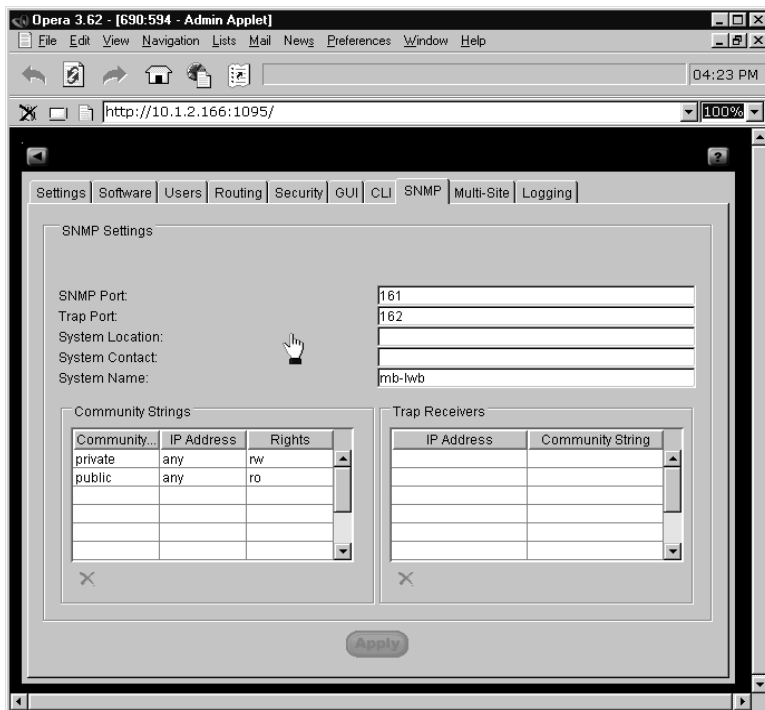 Opera 3.62 - [690:594 - Admin Applet]
File Edit View Navigation Lists Mail News Preferences Window Help
04:23 PM
http://10.1.2.166:1095/
100%
?
Settings Software Users Routing Security GUI CLI SNMP Multi-Site Logging
SNMP Settings
SNMP Port: 161
Trap Port: 162
System Location:
System Contact:
System Name: mb-lwb
Community Strings
Community... IP Address Rights
private any rw
public any ro
Trap Receivers
IP Address Community String
Apply